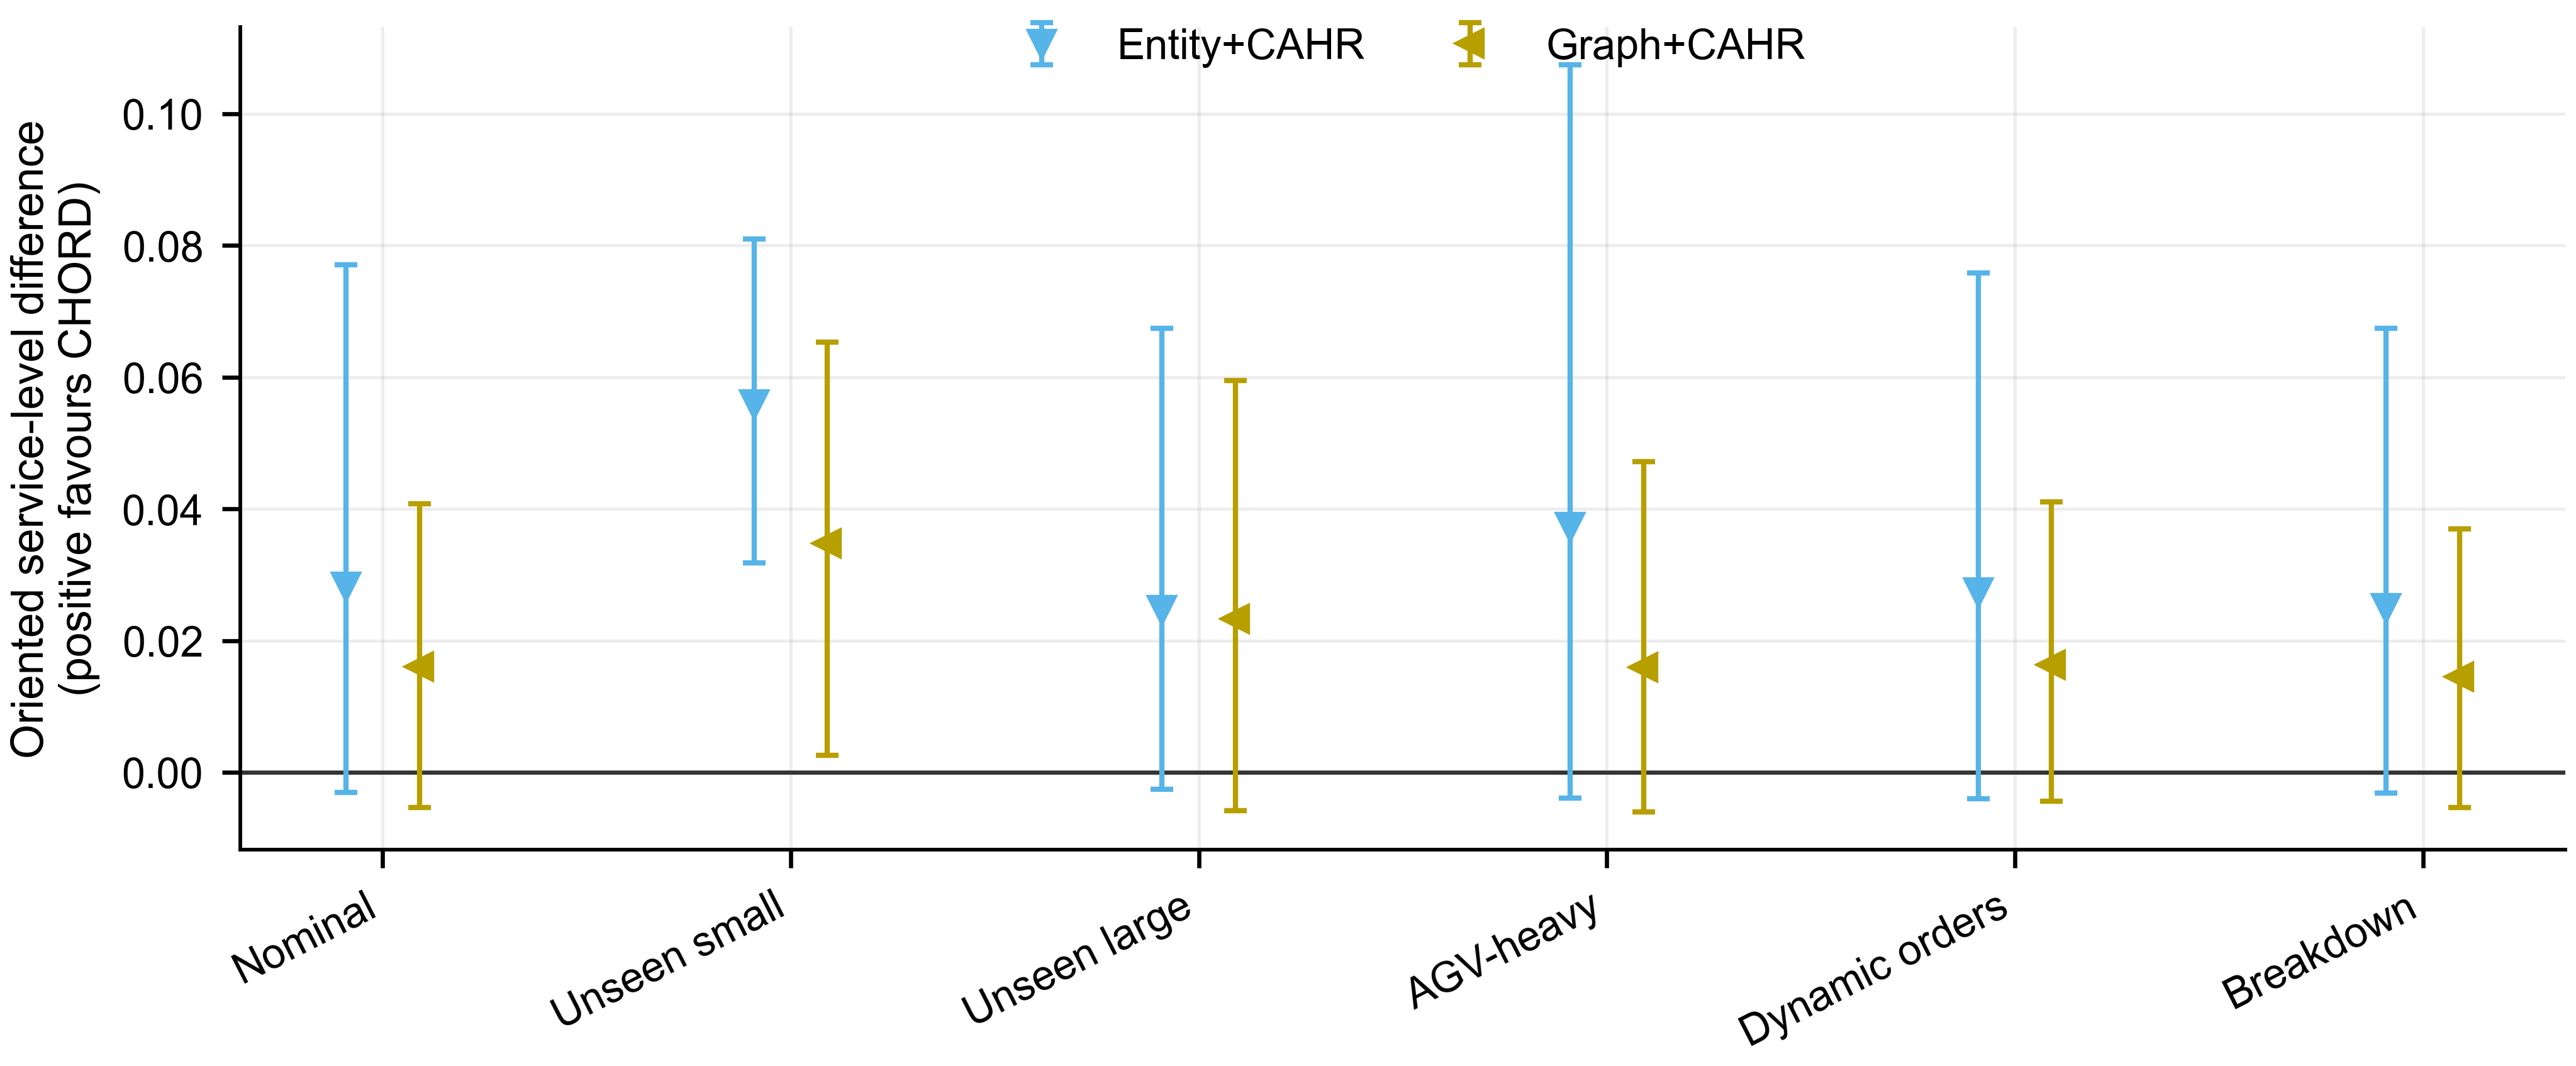 Entity+CAHR
Graph+CAHR
Oriented service-level difference
(positive favours CHORD)
0.10
0.08
0.06
0.04
0.02
0.00
Nominal
Unseen small
Unseen large
AGV-heavy
Dynamic orders
Breakdown